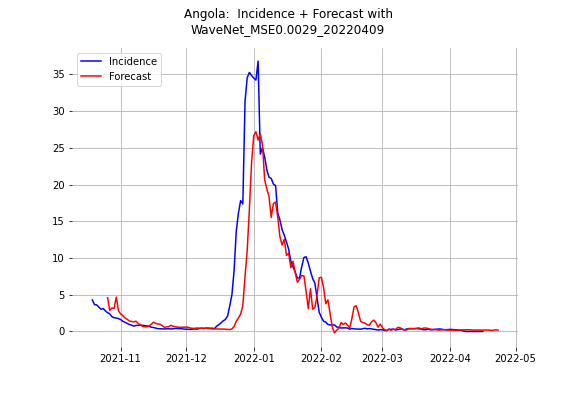 Angola:  Incidence + Forecast with
WaveNet_MSE0.0029_20220409
Incidence
Forecast
35
30
25
20
15
10
5
0
2021-11 2021-12 2022-01 2022-02 2022-03 2022-04 2022-05